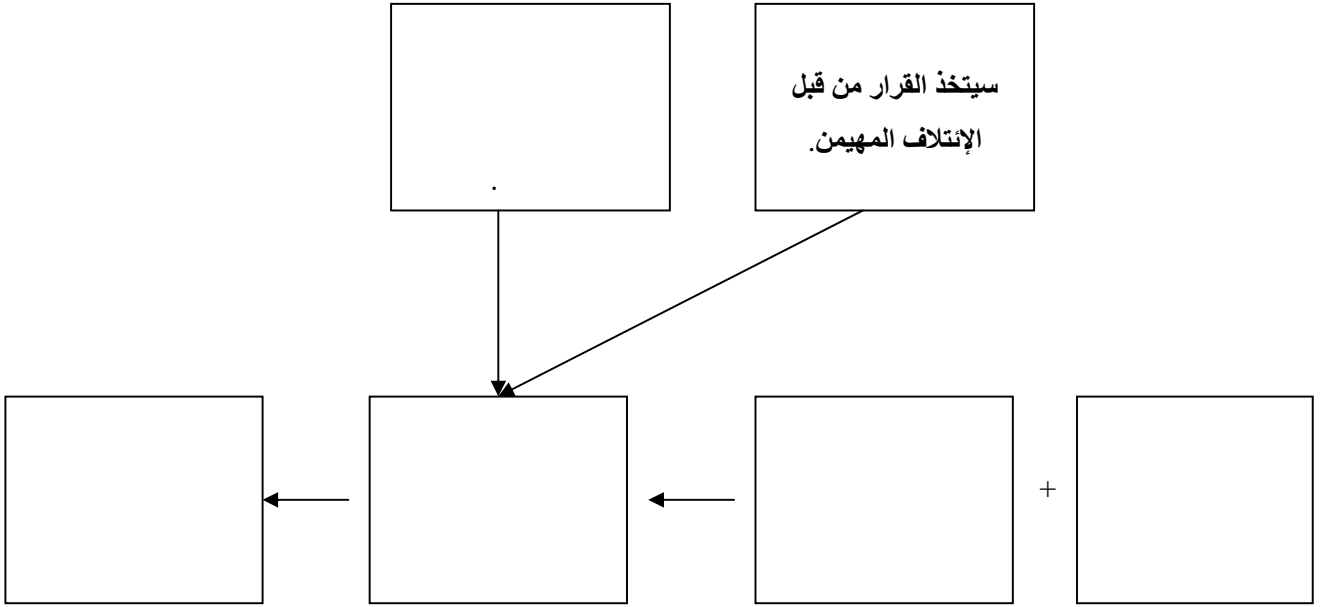 سيتخذ القرار من قبل
الإئتلاف المهيمن.
.
+